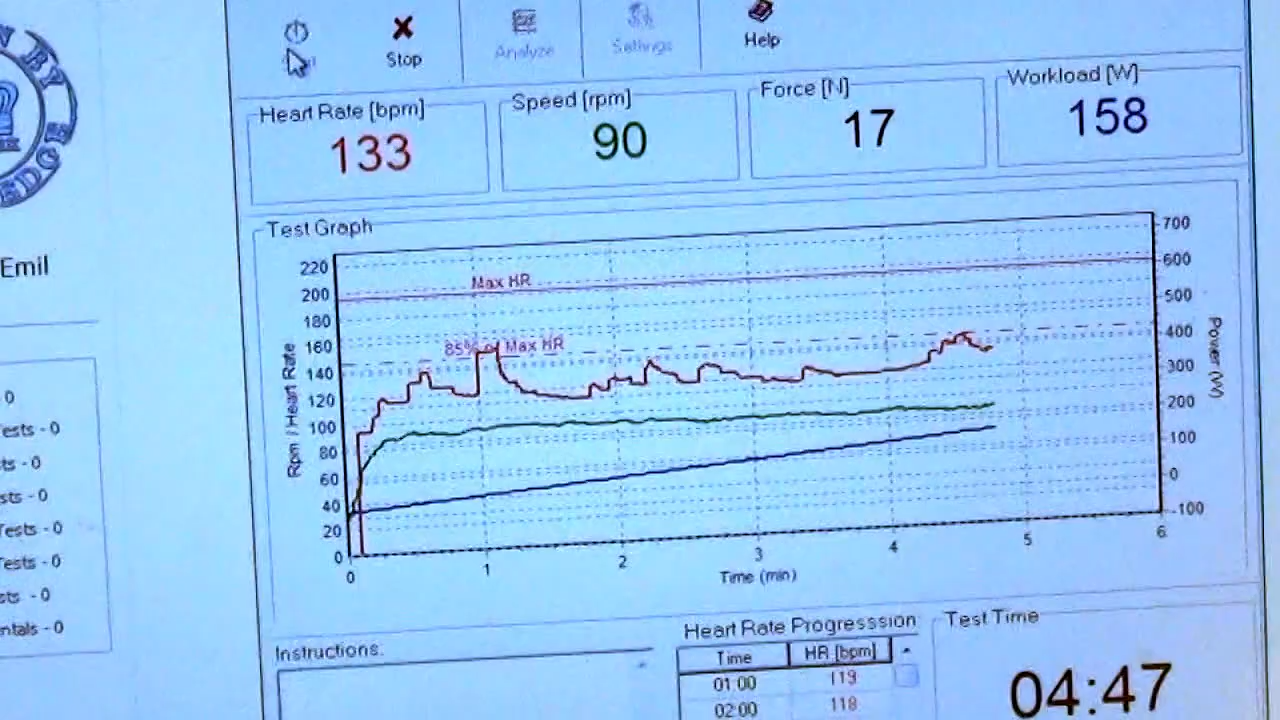 Stop
Analyze
Settings
Help
BY
EDGE
Heart Rate [bpm]
133
Speed [rpm]
90
Force [N]
17
Workload [W]
158
Emil
Test Graph
220
200
180
160
140
120
100
80
60
40
20
0
Rpm / Heart Rate
Max HR
85% of Max HR
700
600
500
400
300
200
100
0
-100
Power (W)
0 1 2 3 4 5 6
Time (min)
0
ests - 0
ts - 0
sts - 0
Tests - 0
Tests - 0
sts - 0
ntals - 0
Instructions:
Heart Rate Progresssion
Time HR [bpm]
01:00 119
02:00 118
Test Time
04:47